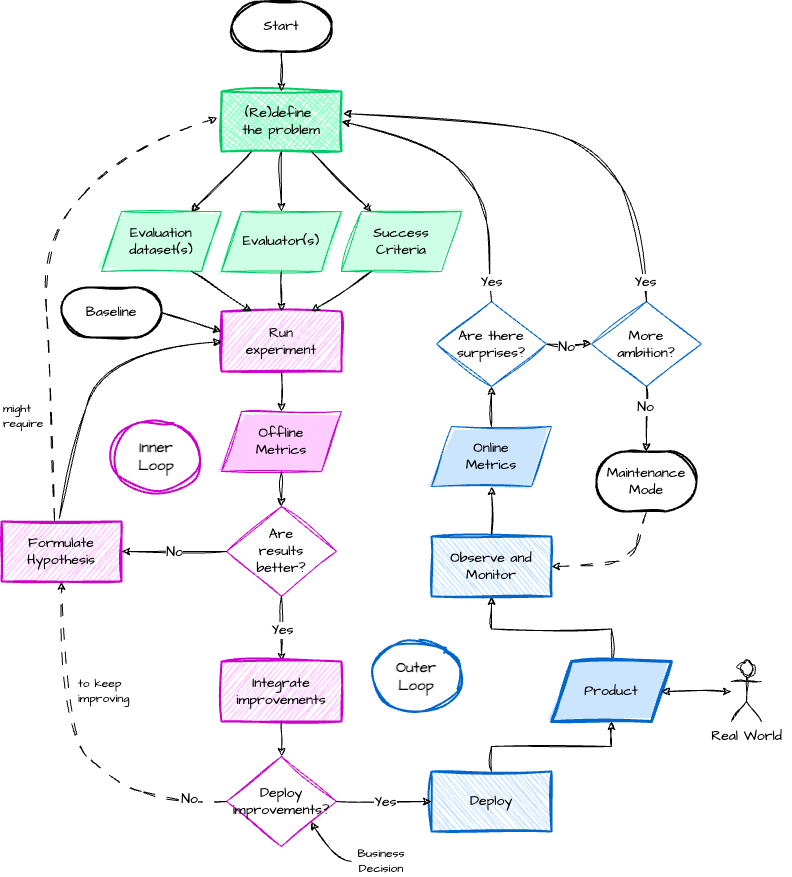 Start
(Re)define
the problem
Evaluation
dataset(s)
Evaluator(s)
Success
Criteria
Yes
Yes
Baseline
Run
experiment
Are there
surprises?
No
More
ambition?
might
require
No
Inner
Loop
Offline
Metrics
Online
Metrics
Maintenance
Mode
Formulate
Hypothesis
No
Are
results
better?
Observe and
Monitor
Yes
to keep
improving
Integrate
improvements
Outer
Loop
Product
Real World
No
Deploy
improvements?
Yes
Deploy
Business
Decision